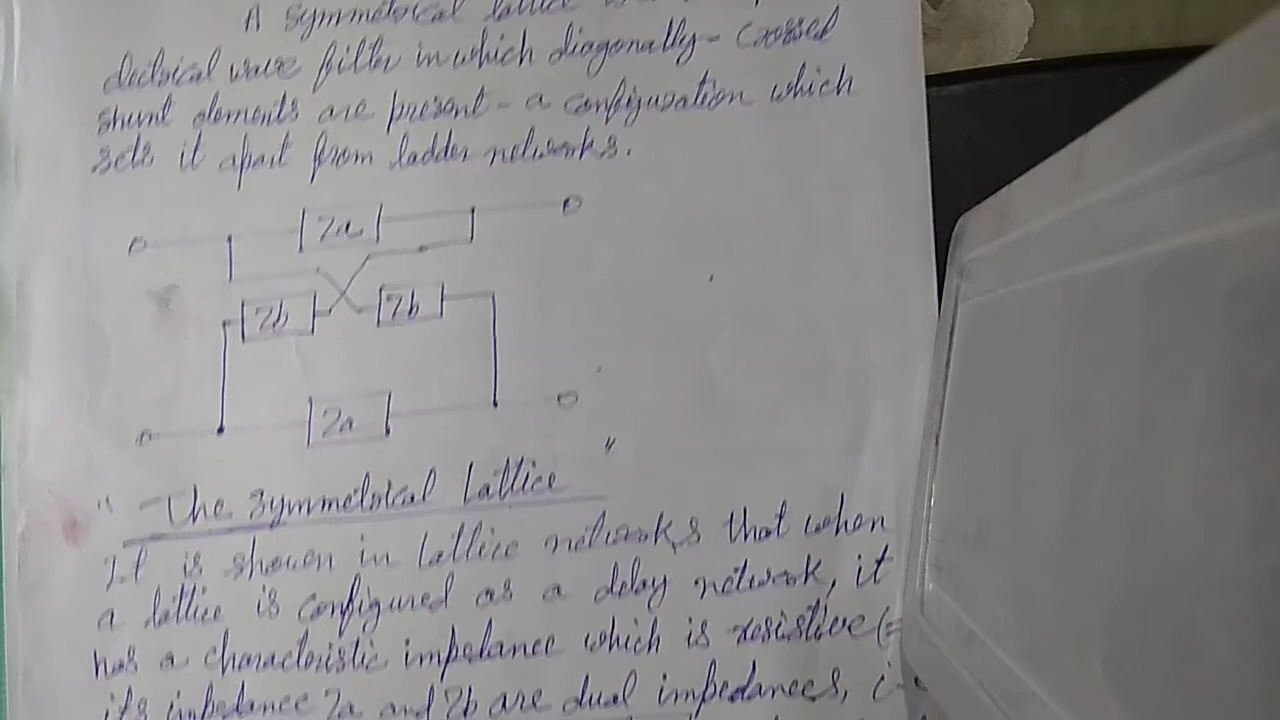 A symmetrical lattice
electrical wave filter in which diagonally - crossed
shunt elements are present - a configuration which
sets it apart from ladder networks.
Za
Zb Zb
Za
" The Symmetrical Lattice "
It is shown in lattice networks that when
a lattice is configured as a delay network, it
has a characteristic impedance which is resistive (=
its impedance Za and Zb are dual impedances, i.e